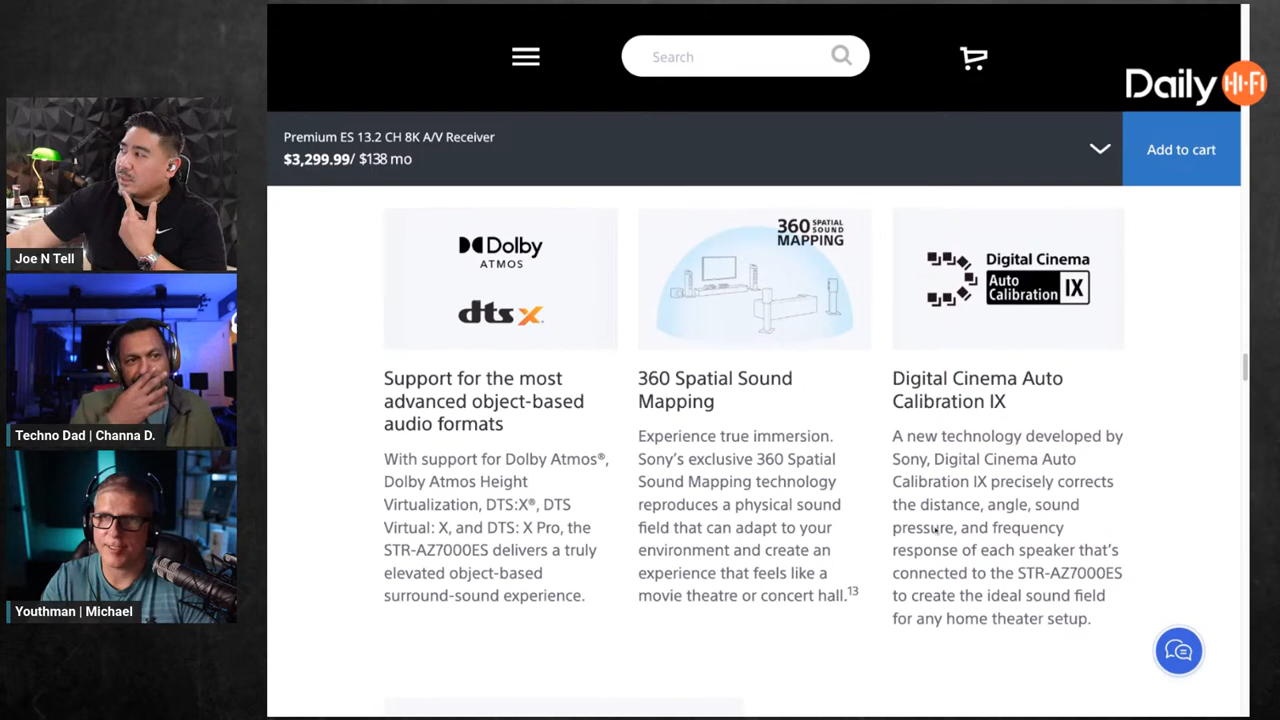 Search
Daily HI-FI
Premium ES 13.2 CH 8K A/V Receiver
$3,299.99/ $138 mo
Add to cart
Joe N Tell
Techno Dad | Channa D.
Youthman | Michael
Dolby
ATMOS
dts x
Support for the most
advanced object-based
audio formats
With support for Dolby Atmos®,
Dolby Atmos Height
Virtualization, DTS:X®, DTS
Virtual: X, and DTS: X Pro, the
STR-AZ7000ES delivers a truly
elevated object-based
surround-sound experience.
360 SPATIAL
SOUND
MAPPING
360 Spatial Sound
Mapping
Experience true immersion.
Sony's exclusive 360 Spatial
Sound Mapping technology
reproduces a physical sound
field that can adapt to your
environment and create an
experience that feels like a
movie theatre or concert hall.13
Digital Cinema
Auto
Calibration IX
Digital Cinema Auto
Calibration IX
A new technology developed by
Sony, Digital Cinema Auto
Calibration IX precisely corrects
the distance, angle, sound
pressure, and frequency
response of each speaker that's
connected to the STR-AZ7000ES
to create the ideal sound field
for any home theater setup.